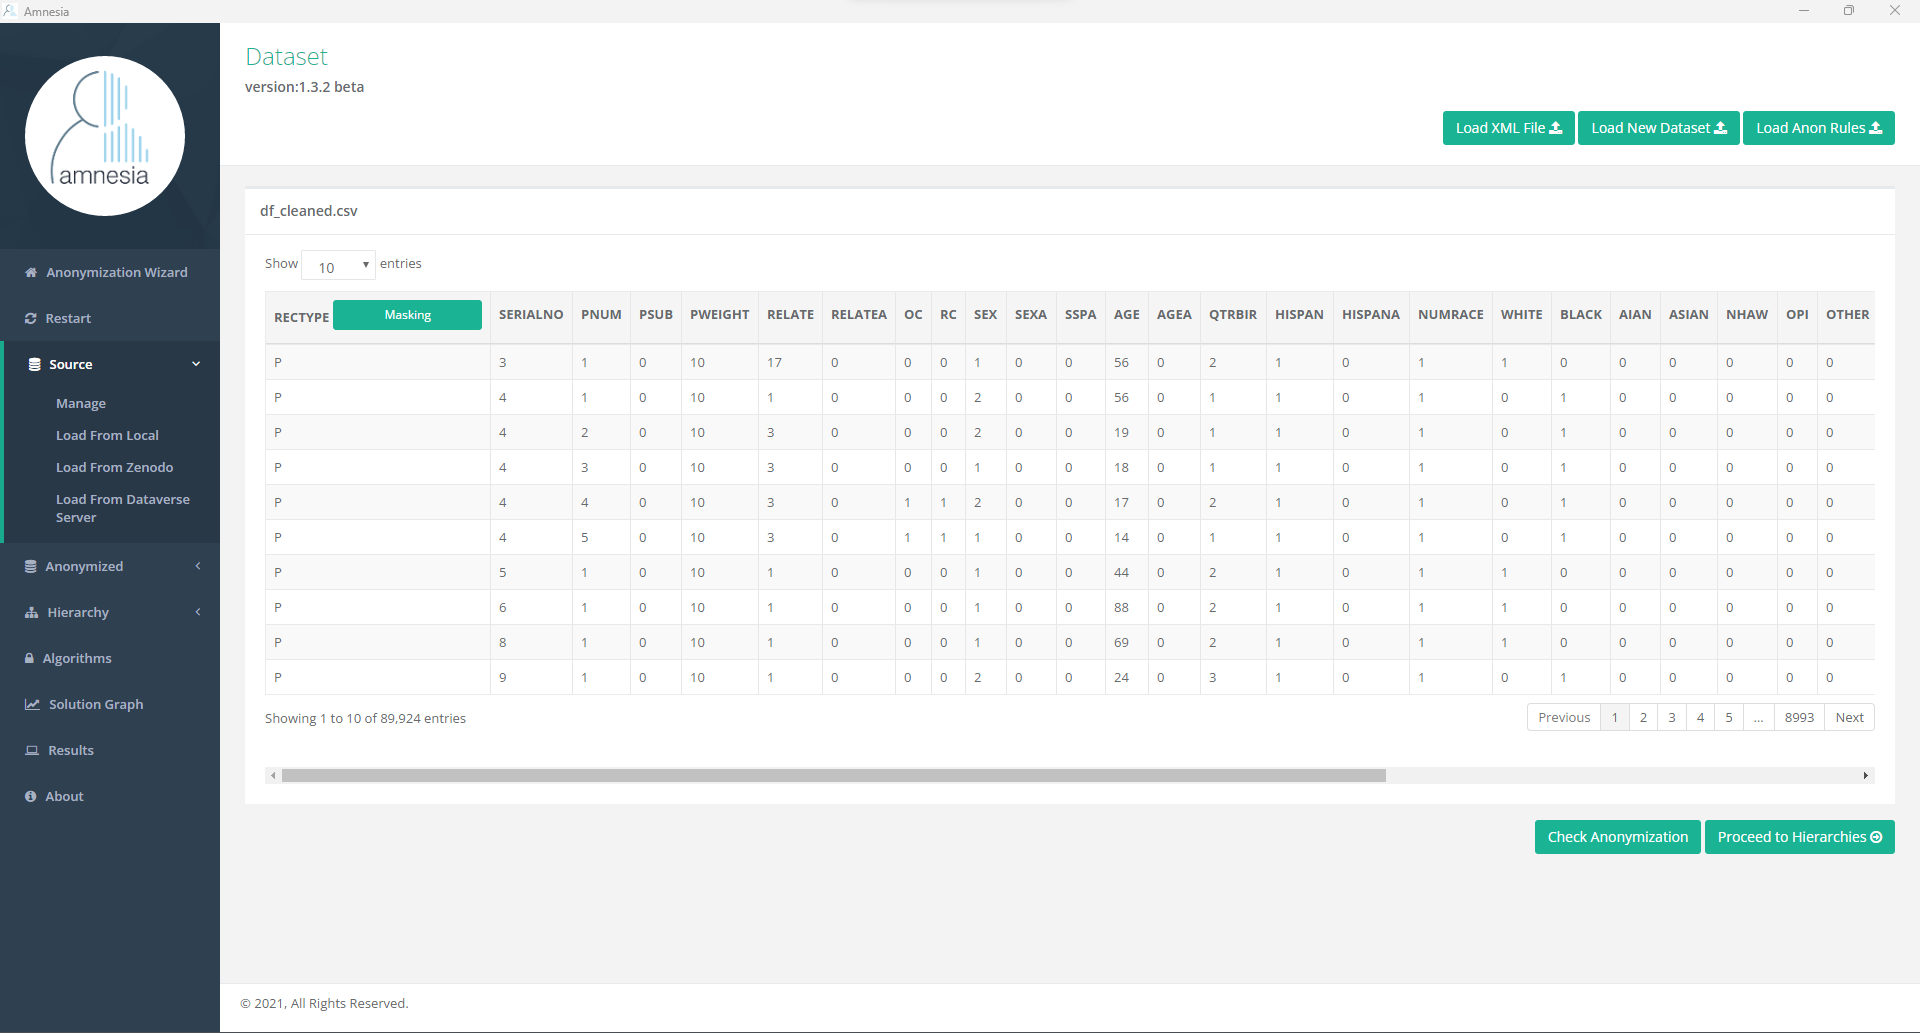 Amnesia
amnesia
Anonymization Wizard
Restart
Source
Manage
Load From Local
Load From Zenodo
Load From Dataverse
Server
Anonymized
Hierarchy
Algorithms
Solution Graph
Results
About
Dataset
version:1.3.2 beta
Load XML File Load New Dataset Load Anon Rules
df_cleaned.csv
Show 10 entries
RECTYPE Masking SERIALNO PNUM PSUB PWEIGHT RELATE RELATEA OC RC SEX SEXA SSPA AGE AGEA QTRBIR HISPAN HISPANA NUMRACE WHITE BLACK AIAN ASIAN NHAW OPI OTHER
P 3 1 0 10 17 0 0 0 1 0 0 56 0 2 1 0 1 1 0 0 0 0 0 0
P 4 1 0 10 1 0 0 0 2 0 0 56 0 1 1 0 1 0 1 0 0 0 0 0
P 4 2 0 10 3 0 0 0 2 0 0 19 0 1 1 0 1 0 1 0 0 0 0 0
P 4 3 0 10 3 0 0 0 1 0 0 18 0 1 1 0 1 0 1 0 0 0 0 0
P 4 4 0 10 3 0 1 1 2 0 0 17 0 2 1 0 1 0 1 0 0 0 0 0
P 4 5 0 10 3 0 1 1 1 0 0 14 0 1 1 0 1 0 1 0 0 0 0 0
P 5 1 0 10 1 0 0 0 1 0 0 44 0 2 1 0 1 1 0 0 0 0 0 0
P 6 1 0 10 1 0 0 0 1 0 0 88 0 2 1 0 1 1 0 0 0 0 0 0
P 8 1 0 10 1 0 0 0 1 0 0 69 0 2 1 0 1 1 0 0 0 0 0 0
P 9 1 0 10 1 0 0 0 2 0 0 24 0 3 1 0 1 0 1 0 0 0 0 0
Showing 1 to 10 of 89,924 entries
Previous 1 2 3 4 5 ... 8993 Next
Check Anonymization Proceed to Hierarchies
© 2021, All Rights Reserved.